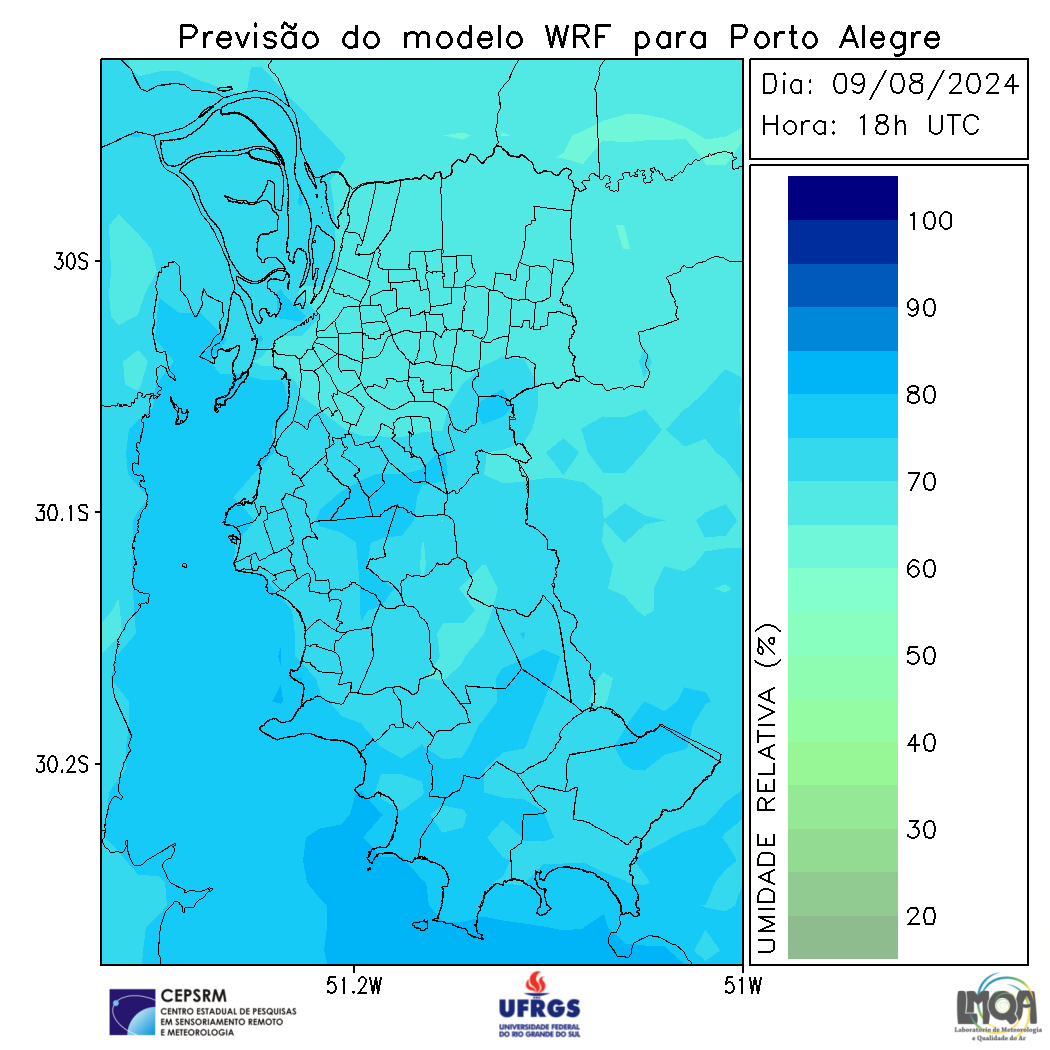 Previsão do modelo WRF para Porto Alegre
Dia: 09/08/2024
Hora: 18h UTC
30S
30.1S
30.2S
51.2W
51W
UMIDADE RELATIVA (%)
100
90
80
70
60
50
40
30
20
CEPSRM
CENTRO ESTADUAL DE PESQUISAS
EM SENSORIAMENTO REMOTO
E METEOROLOGIA
UFRGS
UNIVERSIDADE FEDERAL
DO RIO GRANDE DO SUL
LMQA
Laboratório de Meteorologia
e Qualidade do Ar